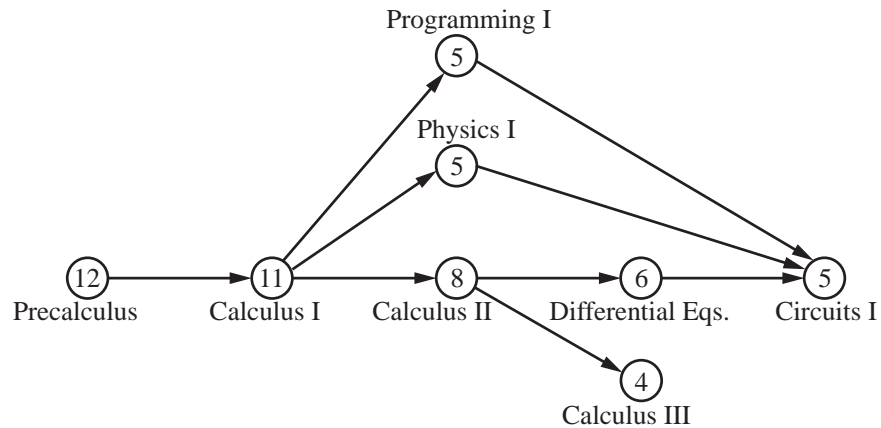 Programming I
5
Physics I
5
12
11
8
6
5
Precalculus
Calculus I
Calculus II
Differential Eqs.
Circuits I
4
Calculus III